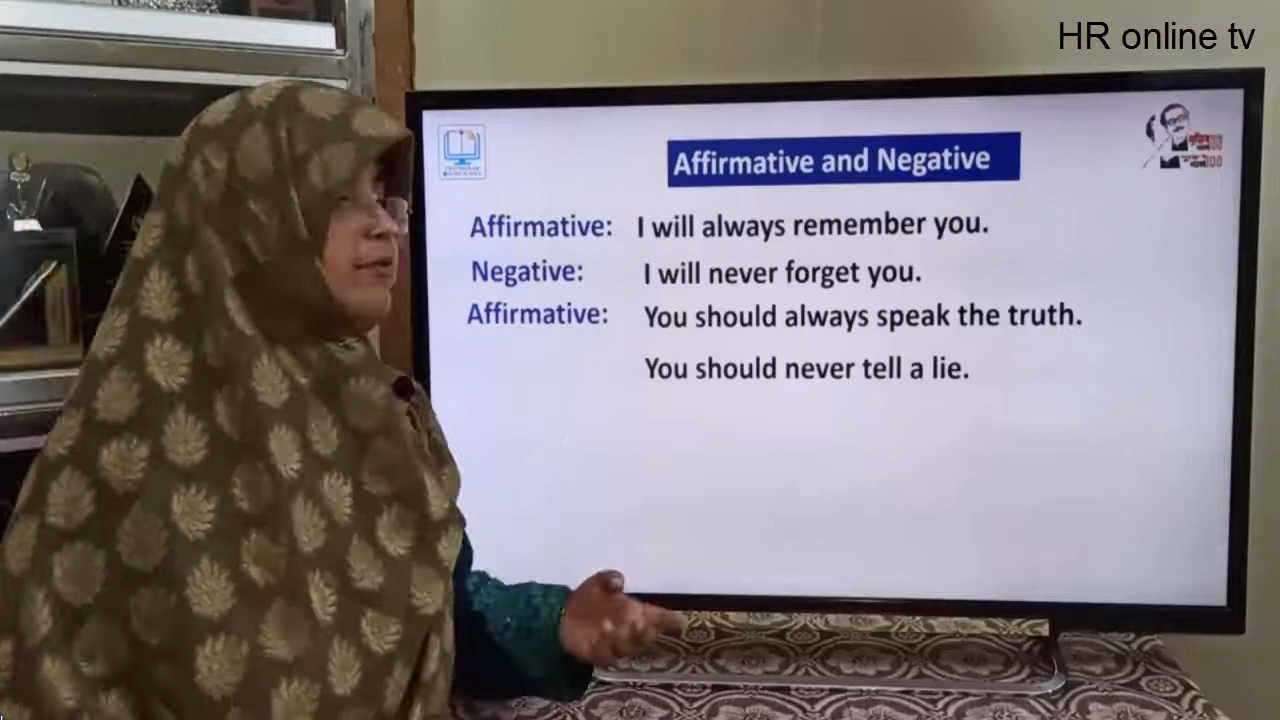 HR online tv
Affirmative and Negative
Affirmative: I will always remember you.
Negative: I will never forget you.
Affirmative: You should always speak the truth.
You should never tell a lie.